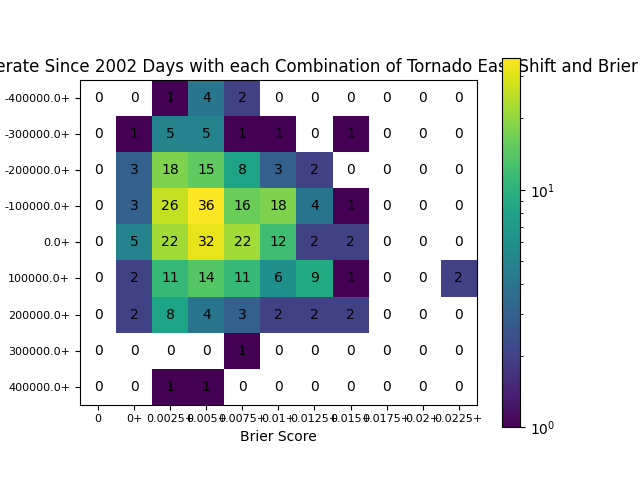 erate Since 2002 Days with each Combination of Tornado East Shift and Brier
-400000.0+ 0 0 1 4 2 0 0 0 0 0 0
-300000.0+ 0 1 5 5 1 1 0 1 0 0 0
-200000.0+ 0 3 18 15 8 3 2 0 0 0 0
-100000.0+ 0 3 26 36 16 18 4 1 0 0 0
0.0+ 0 5 22 32 22 12 2 2 0 0 0
100000.0+ 0 2 11 14 11 6 9 1 0 0 2
200000.0+ 0 2 8 4 3 2 2 2 0 0 0
300000.0+ 0 0 0 0 1 0 0 0 0 0 0
400000.0+ 0 0 1 1 0 0 0 0 0 0 0
0 0+ 0.0025+ 0.005+ 0.0075+ 0.01+ 0.0125+ 0.015+ 0.0175+ 0.02+ 0.0225+
Brier Score
10¹
10⁰